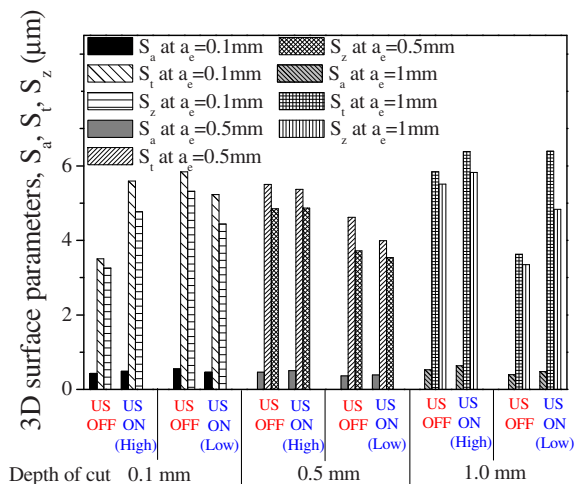 3D surface parameters, S_a, S_t, S_z (μm)
S_a at a_e=0.1mm
S_t at a_e=0.1mm
S_z at a_e=0.1mm
S_a at a_e=0.5mm
S_t at a_e=0.5mm
S_z at a_e=0.5mm
S_a at a_e=1mm
S_t at a_e=1mm
S_z at a_e=1mm
6
4
2
0
US OFF
US ON (High)
US OFF
US ON (Low)
US OFF
US ON (High)
US OFF
US ON (Low)
US OFF
US ON (High)
US OFF
US ON (Low)
Depth of cut 0.1 mm 0.5 mm 1.0 mm